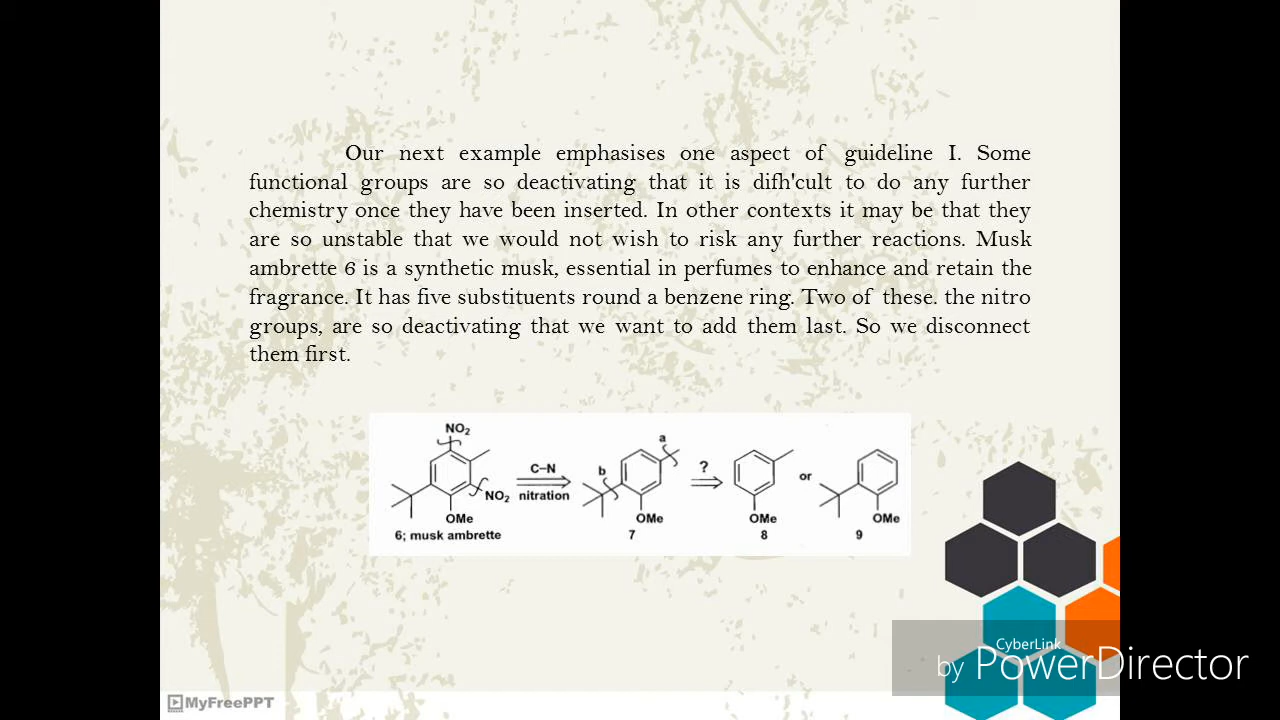 Our next example emphasises one aspect of guideline I. Some
functional groups are so deactivating that it is difh'cult to do any further
chemistry once they have been inserted. In other contexts it may be that they
are so unstable that we would not wish to risk any further reactions. Musk
ambrette 6 is a synthetic musk, essential in perfumes to enhance and retain the
fragrance. It has five substituents round a benzene ring. Two of these. the nitro
groups, are so deactivating that we want to add them last. So we disconnect
them first.
NO2
NO2
OMe
6; musk ambrette
C–N
nitration
a
b
OMe
7
?
OMe
8
or
OMe
9
CyberLink
by PowerDirector
MyFreePPT